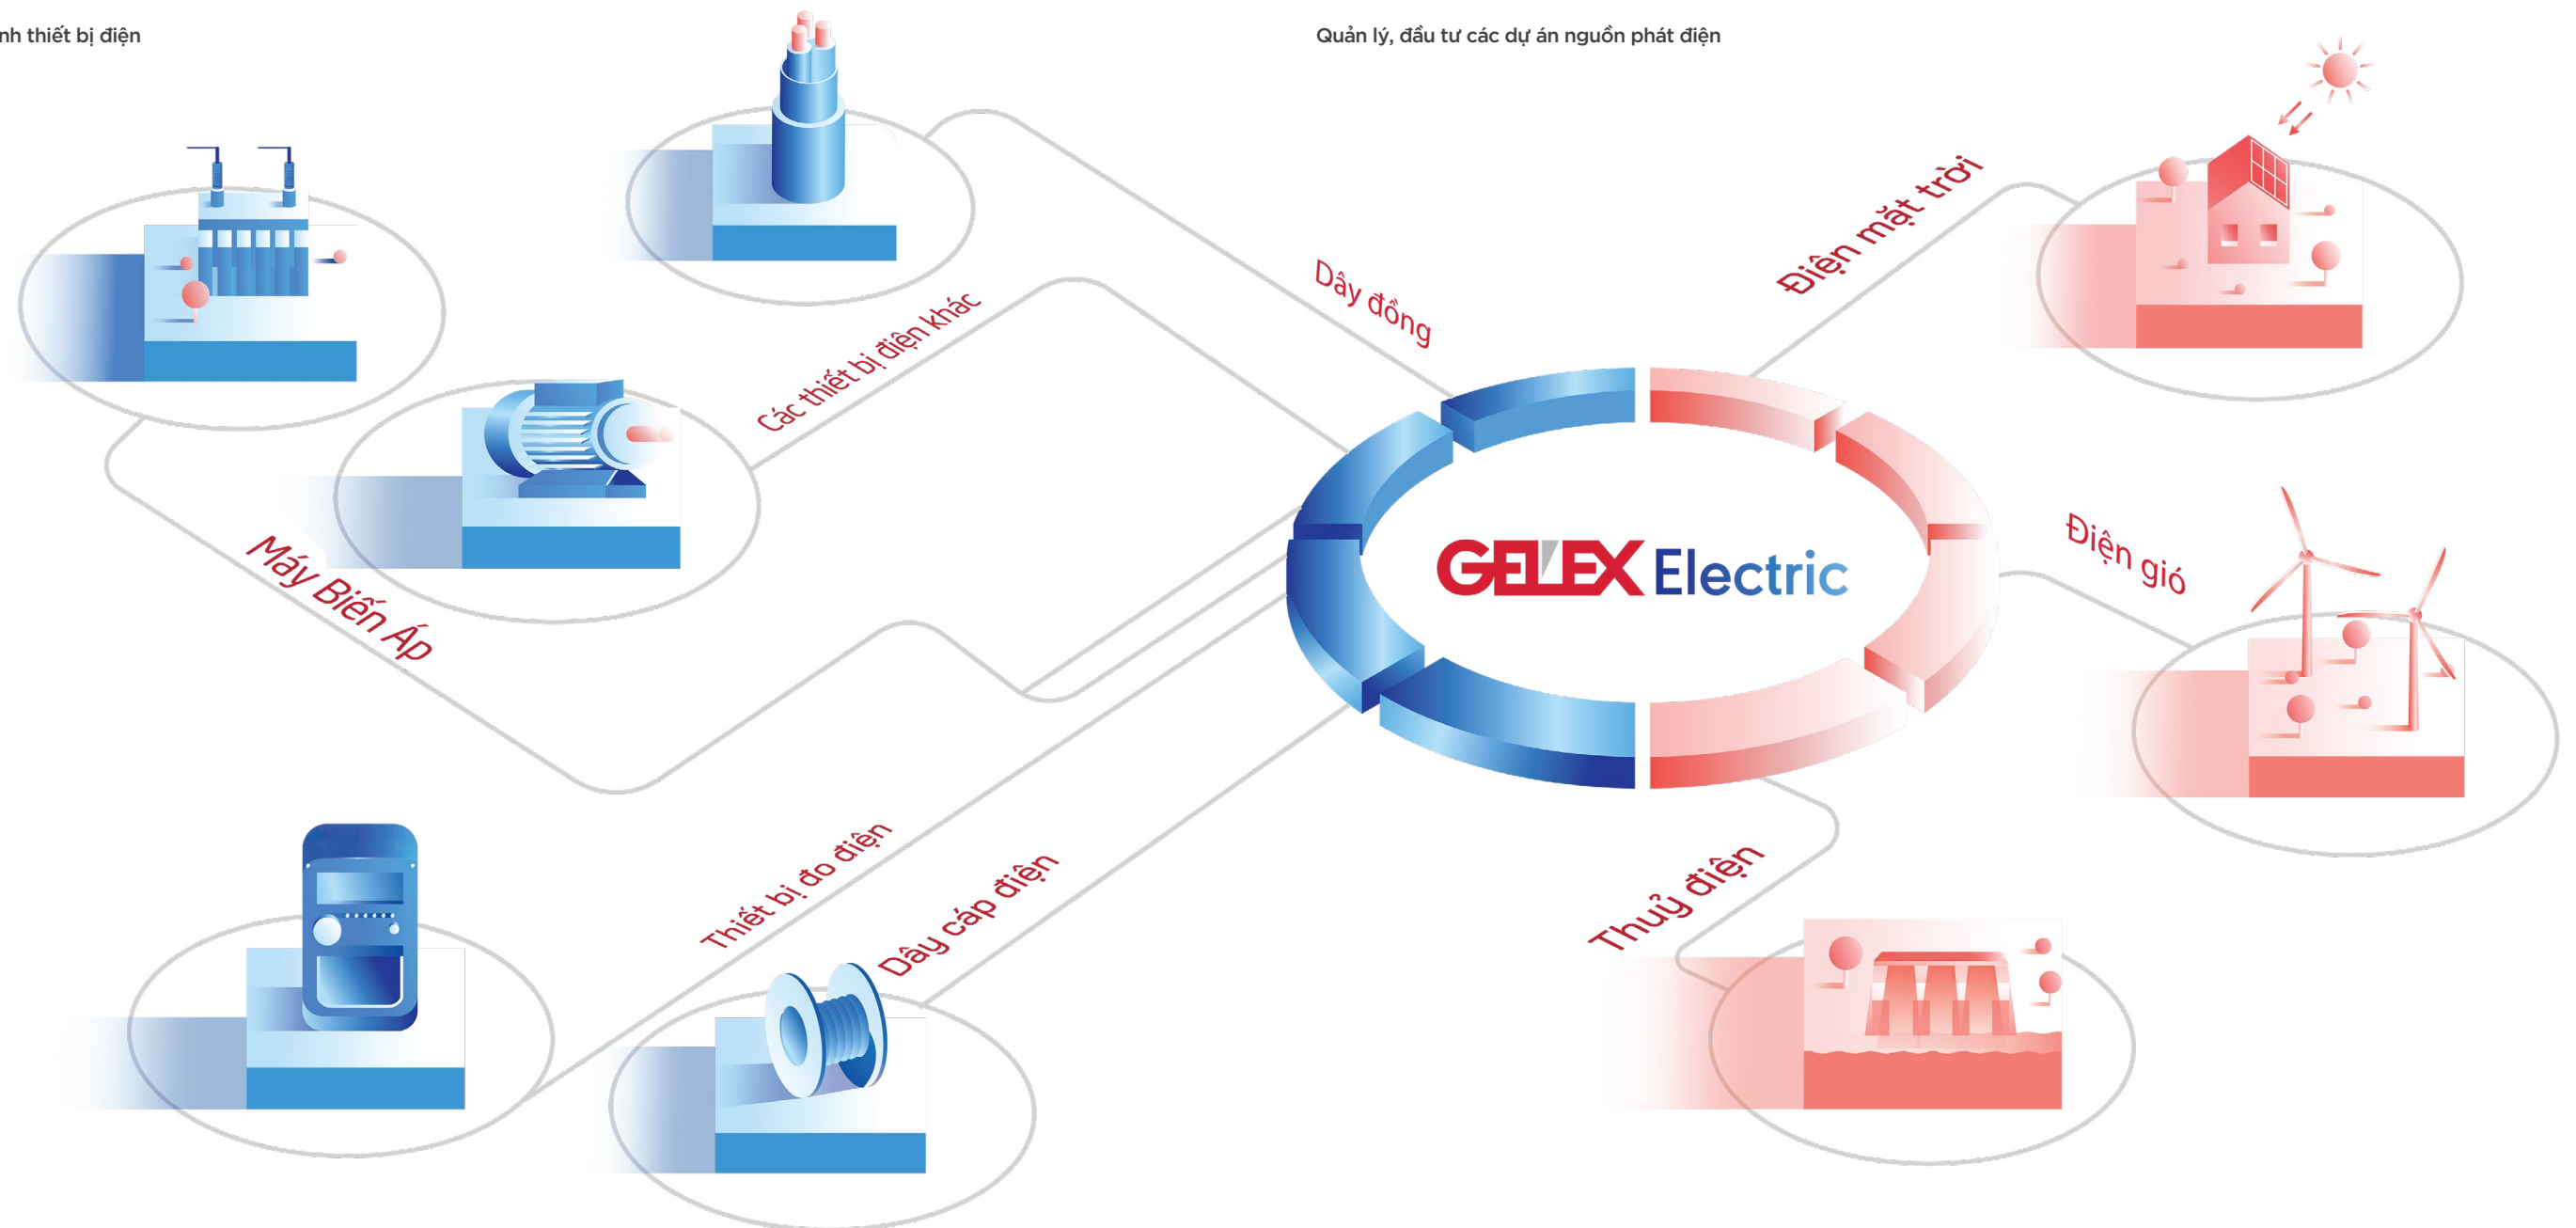 nh thiết bị điện
Quản lý, đầu tư các dự án nguồn phát điện
Điện mặt trời
Dây đồng
Các thiết bị điện khác
Điện gió
GELEX Electric
Máy Biến Áp
Thiết bị đo điện
Dây cáp điện
Thuỷ điện